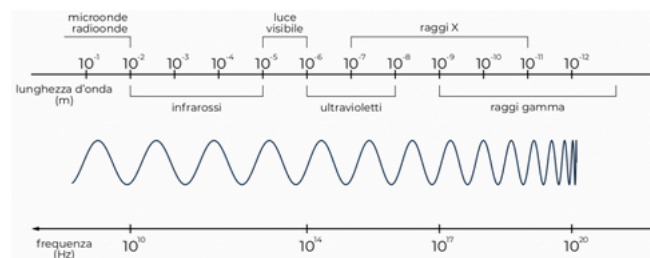 microonde
radioonde
luce
visibile
raggi X
10⁻¹ 10⁻² 10⁻³ 10⁻⁴ 10⁻⁵ 10⁻⁶ 10⁻⁷ 10⁻⁸ 10⁻⁹ 10⁻¹⁰ 10⁻¹¹ 10⁻¹²
lunghezza d'onda
(m)
infrarossi
ultravioletti
raggi gamma
frequenza
(Hz)
10¹⁰ 10¹⁴ 10¹⁷ 10²⁰